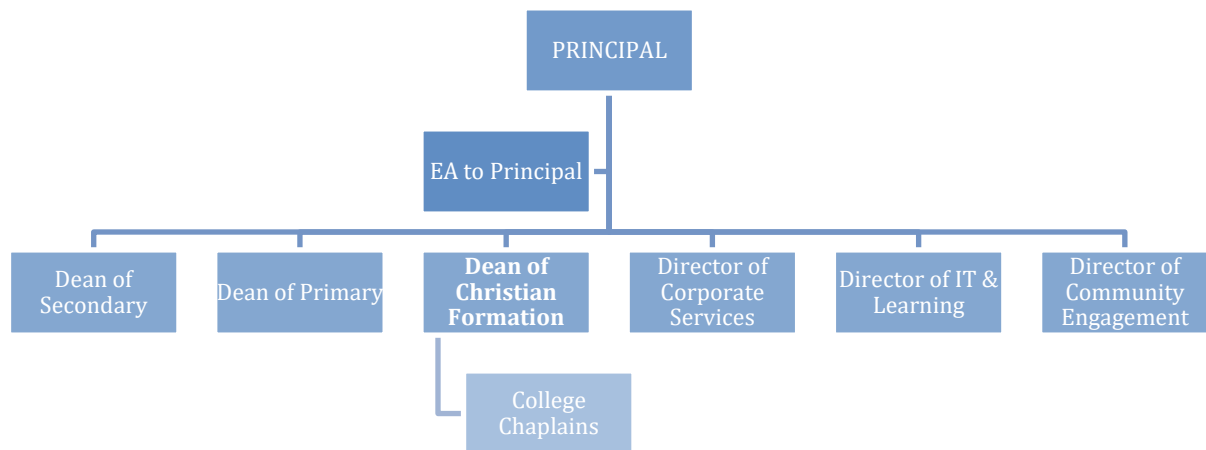 PRINCIPAL
EA to Principal
Dean of
Secondary
Dean of Primary
Dean of
Christian
Formation
Director of
Corporate
Services
Director of IT &
Learning
Director of
Community
Engagement
College
Chaplains